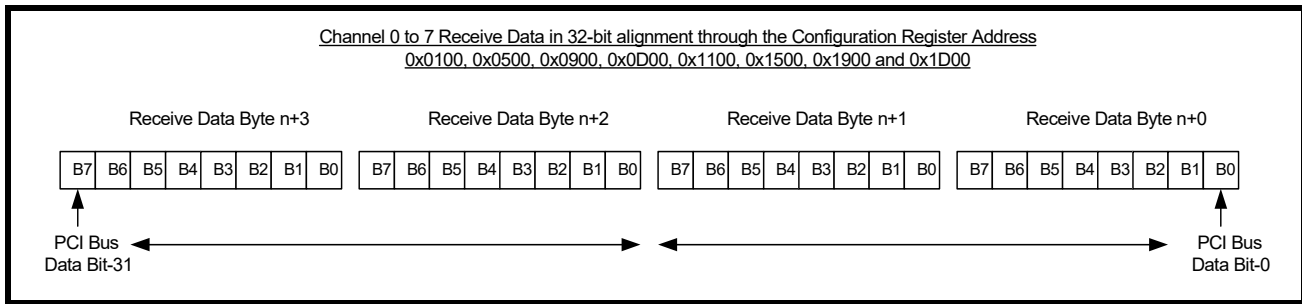 Channel 0 to 7 Receive Data in 32-bit alignment through the Configuration Register Address
0x0100, 0x0500, 0x0900, 0x0D00, 0x1100, 0x1500, 0x1900 and 0x1D00
Receive Data Byte n+3 Receive Data Byte n+2 Receive Data Byte n+1 Receive Data Byte n+0
B7 B6 B5 B4 B3 B2 B1 B0 B7 B6 B5 B4 B3 B2 B1 B0 B7 B6 B5 B4 B3 B2 B1 B0 B7 B6 B5 B4 B3 B2 B1 B0
PCI Bus PCI Bus
Data Bit-31 Data Bit-0